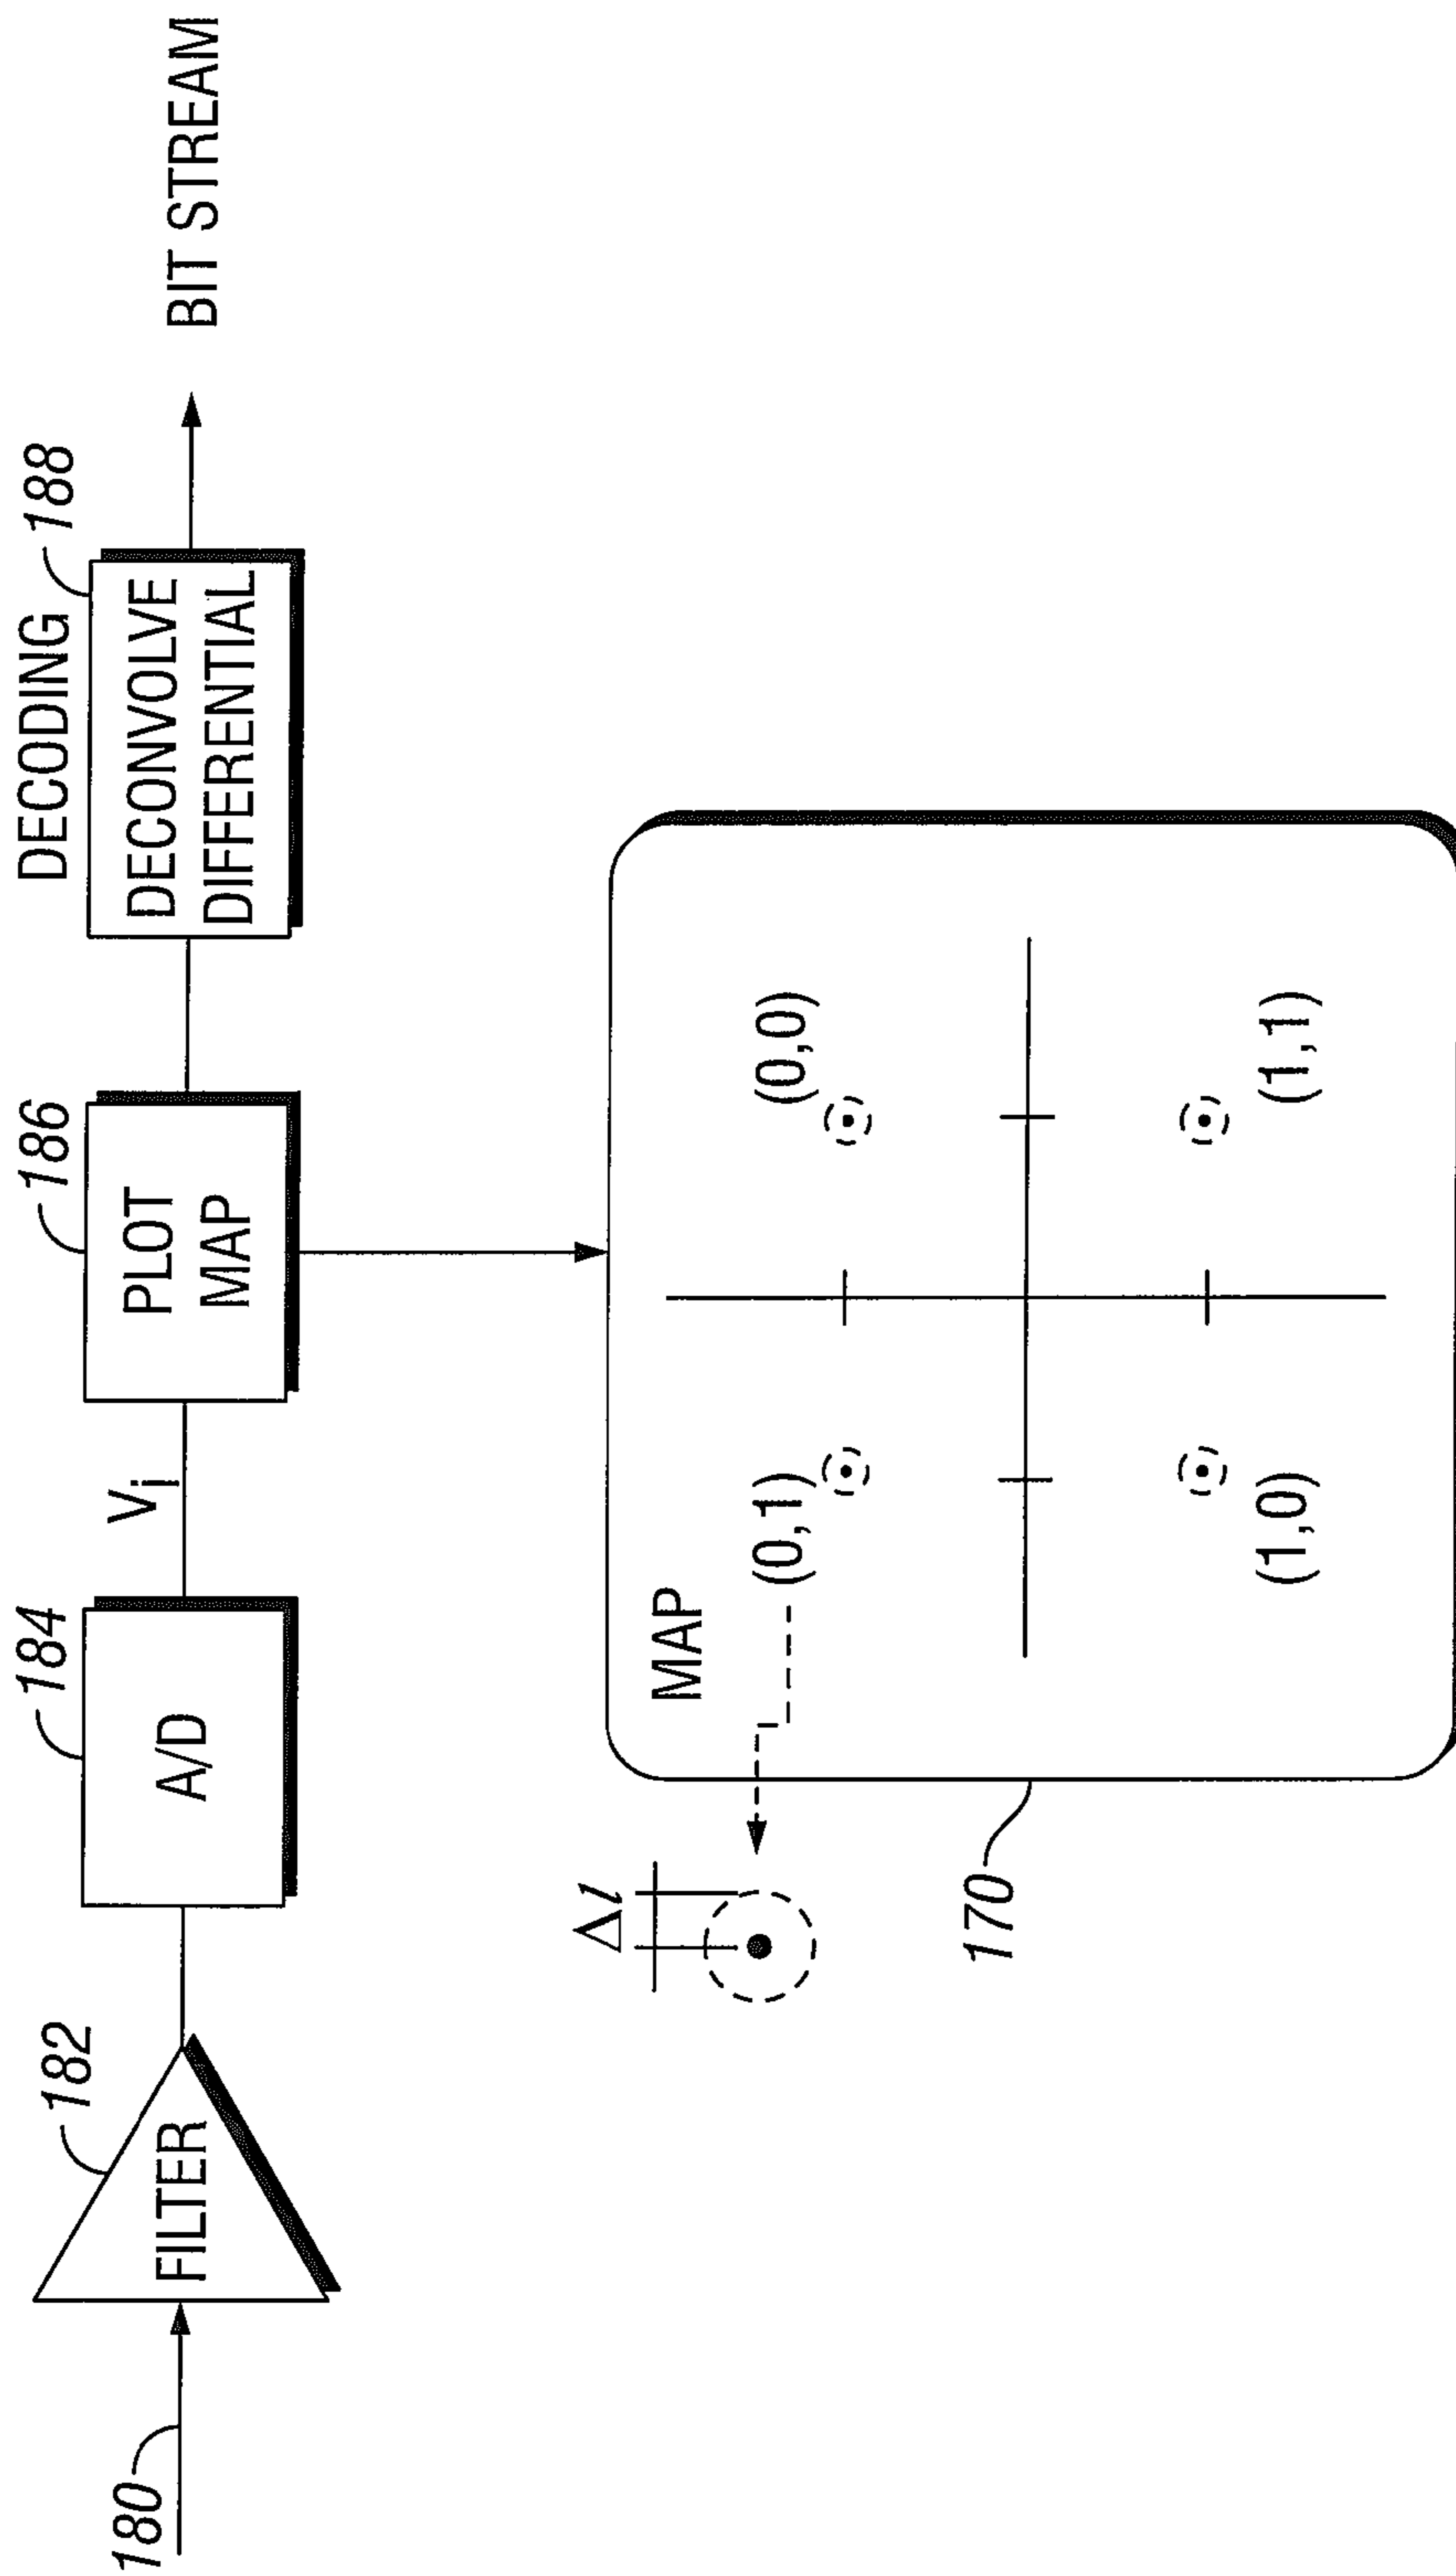 180
182
FILTER
184
A/D
Vi
186
PLOT
MAP
DECODING
188
DECONVOLVE
DIFFERENTIAL
BIT STREAM
Δl
170
MAP
(0,1)
(0,0)
(1,0)
(1,1)